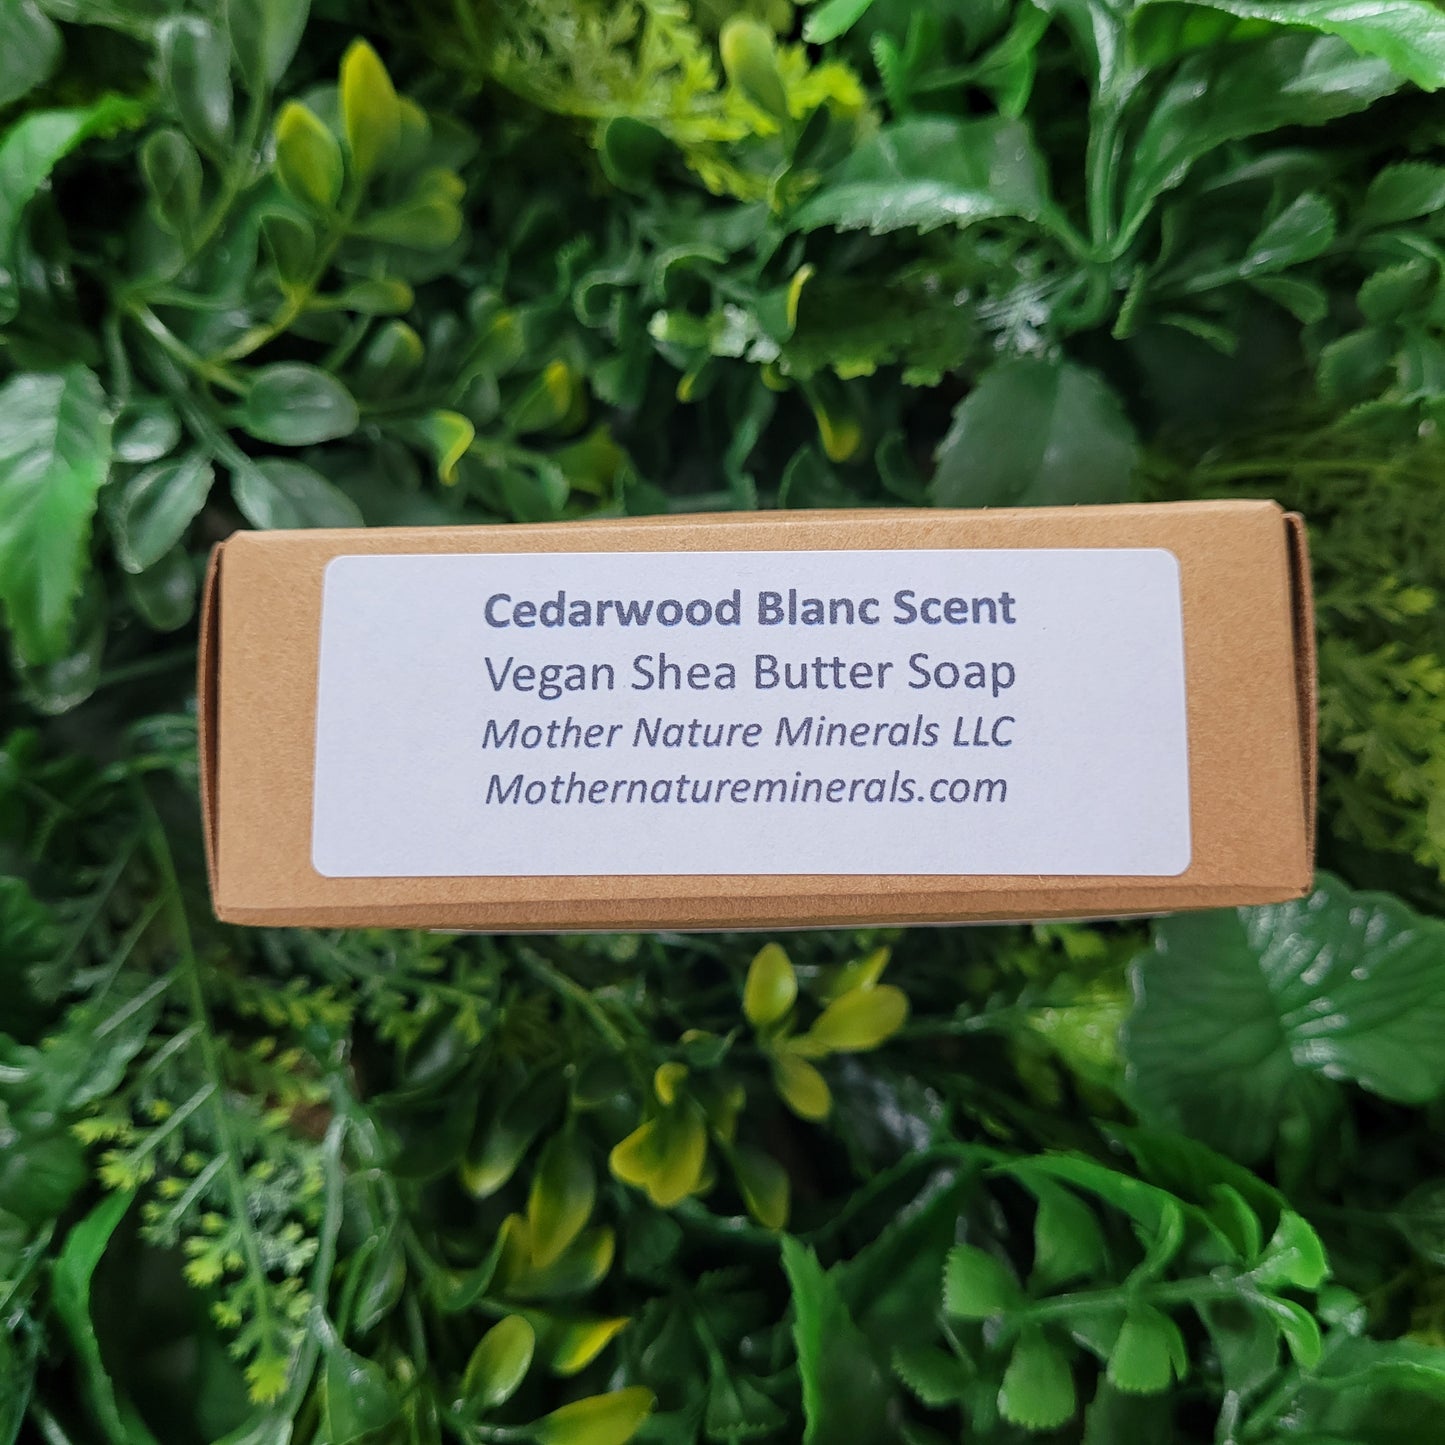 Cedarwood Blanc Scent
Vegan Shea Butter Soap
Mother Nature Minerals LLC
Mothernatureminerals.com